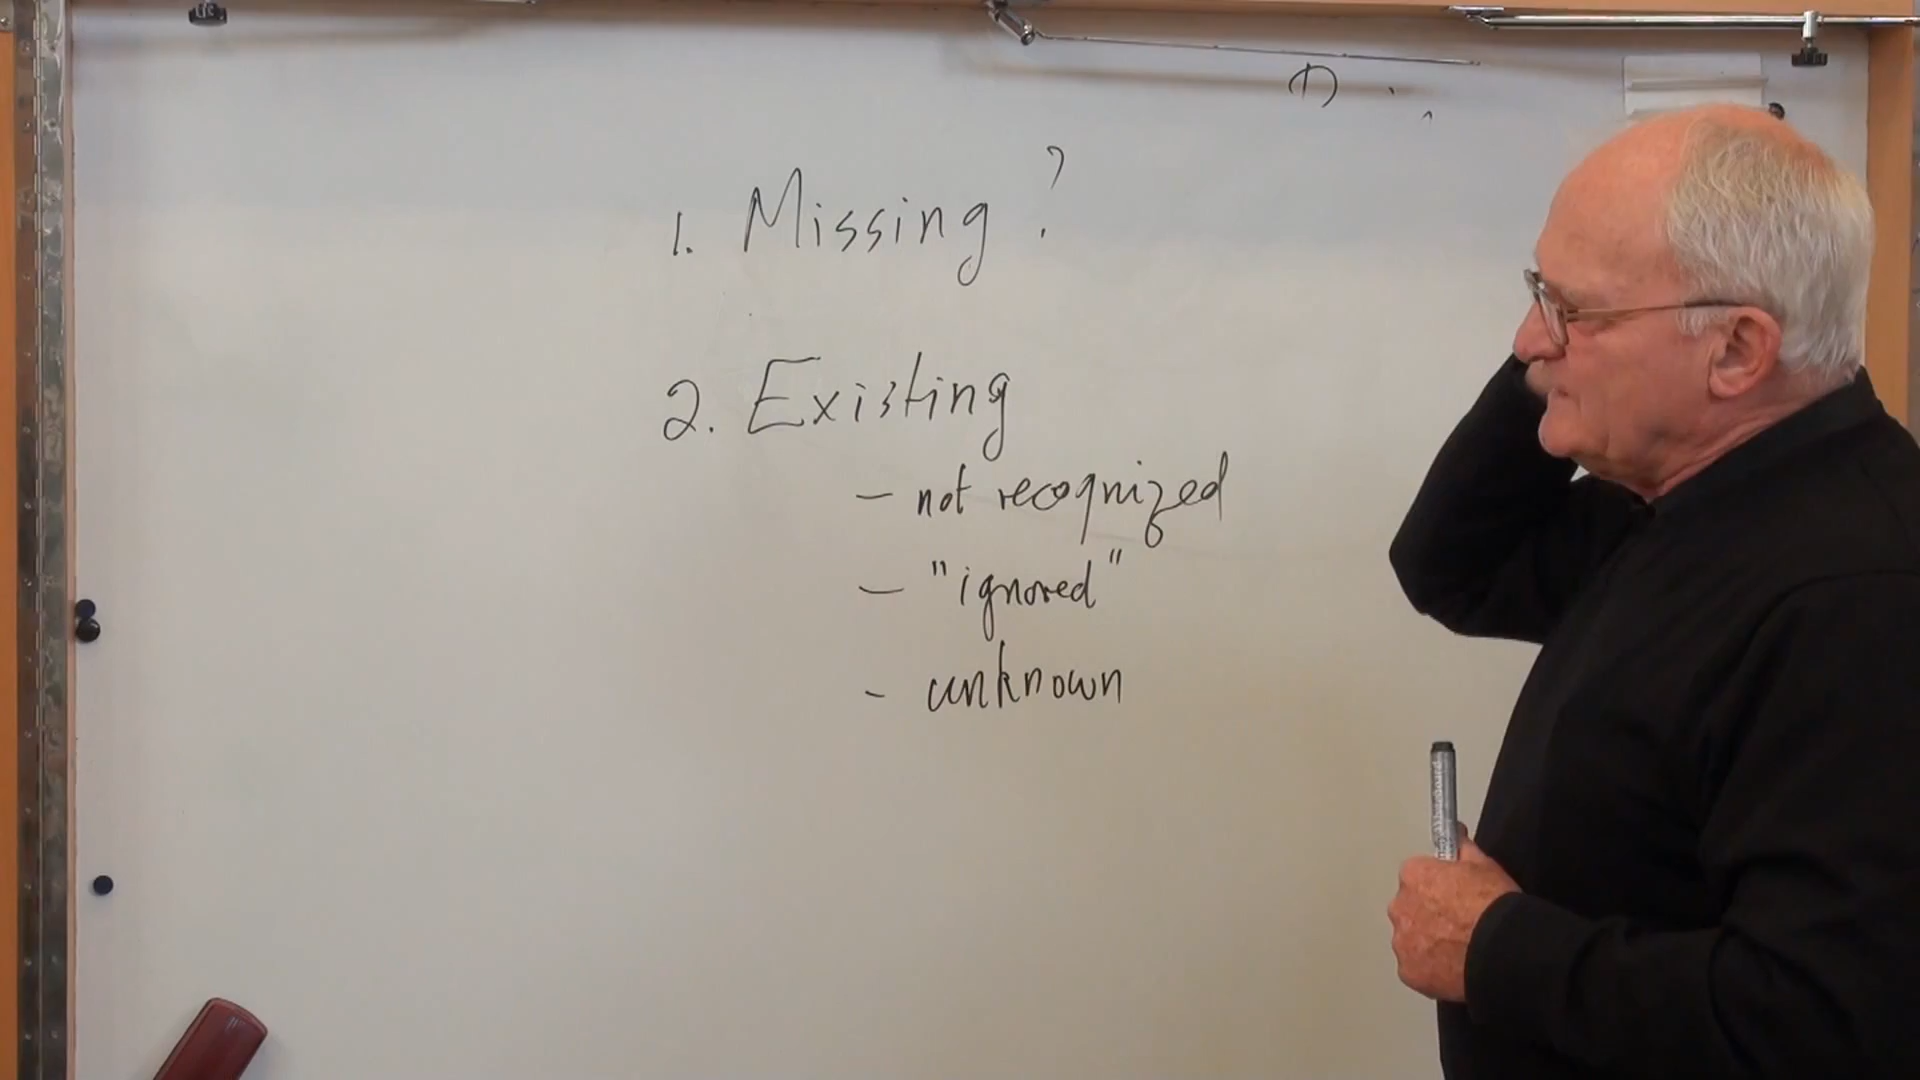 1. Missing?
2. Existing
— not recognized
— "ignored"
- unknown